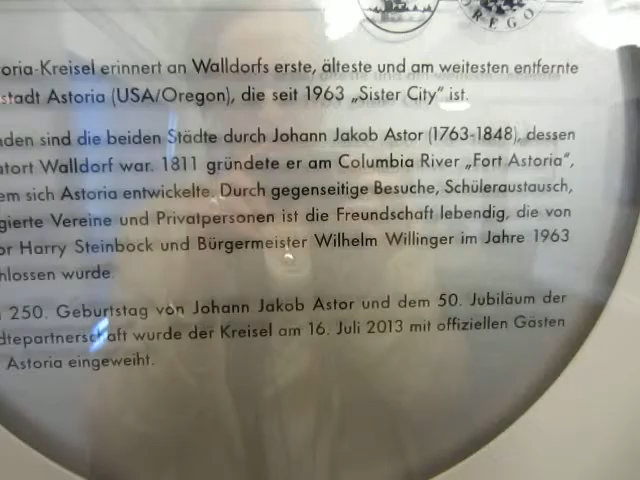 OREGO
oria-Kreisel erinnert an Walldorfs erste, älteste und am weitesten entfernte
stadt Astoria (USA/Oregon), die seit 1963 „Sister City“ ist.
nden sind die beiden Städte durch Johann Jakob Astor (1763-1848), dessen
tort Walldorf war. 1811 gründete er am Columbia River „Fort Astoria“,
em sich Astoria entwickelte. Durch gegenseitige Besuche, Schüleraustausch,
gierte Vereine und Privatpersonen ist die Freundschaft lebendig, die von
or Harry Steinbock und Bürgermeister Wilhelm Willinger im Jahre 1963
hlossen wurde.
250. Geburtstag von Johann Jakob Astor und dem 50. Jubiläum der
dtepartnerschaft wurde der Kreisel am 16. Juli 2013 mit offiziellen Gästen
Astoria eingeweiht.